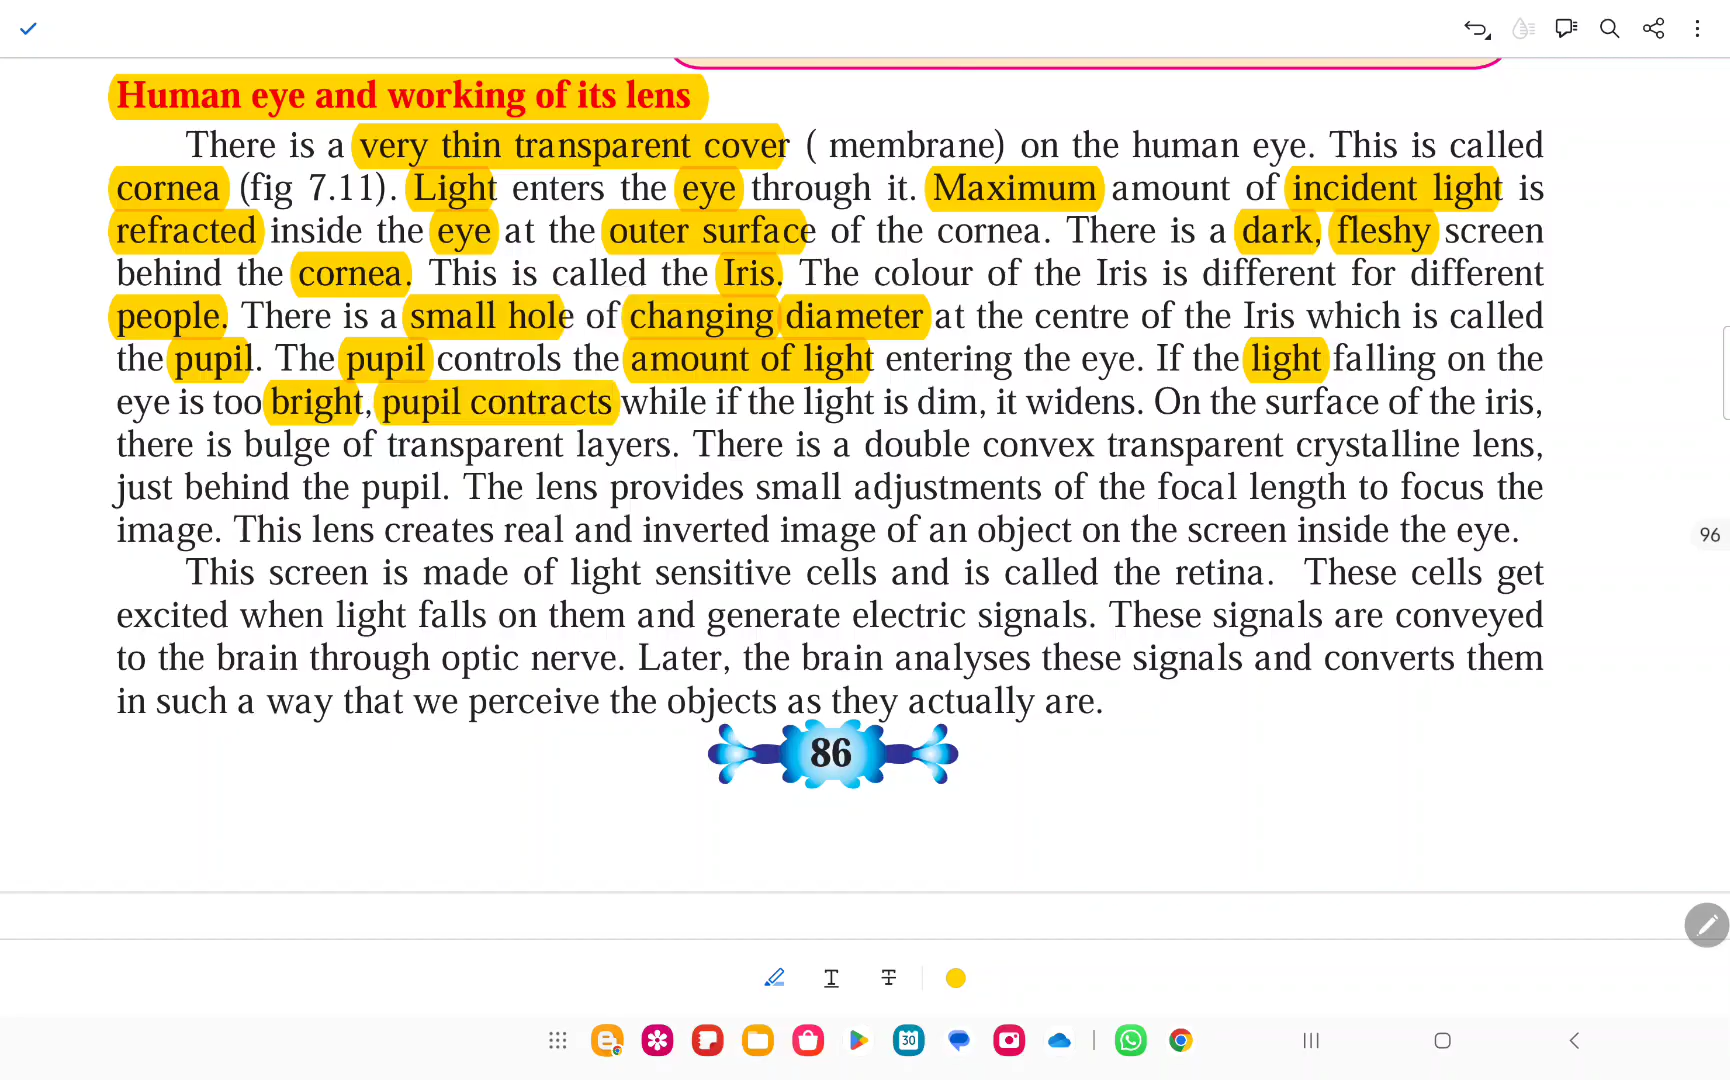 Human eye and working of its lens
There is a very thin transparent cover ( membrane) on the human eye. This is called
cornea (fig 7.11). Light enters the eye through it. Maximum amount of incident light is
refracted inside the eye at the outer surface of the cornea. There is a dark, fleshy screen
behind the cornea. This is called the Iris. The colour of the Iris is different for different
people. There is a small hole of changing diameter at the centre of the Iris which is called
the pupil. The pupil controls the amount of light entering the eye. If the light falling on the
eye is too bright, pupil contracts while if the light is dim, it widens. On the surface of the iris,
there is bulge of transparent layers. There is a double convex transparent crystalline lens,
just behind the pupil. The lens provides small adjustments of the focal length to focus the
image. This lens creates real and inverted image of an object on the screen inside the eye.
96
This screen is made of light sensitive cells and is called the retina. These cells get
excited when light falls on them and generate electric signals. These signals are conveyed
to the brain through optic nerve. Later, the brain analyses these signals and converts them
in such a way that we perceive the objects as they actually are.
86
T
T
30